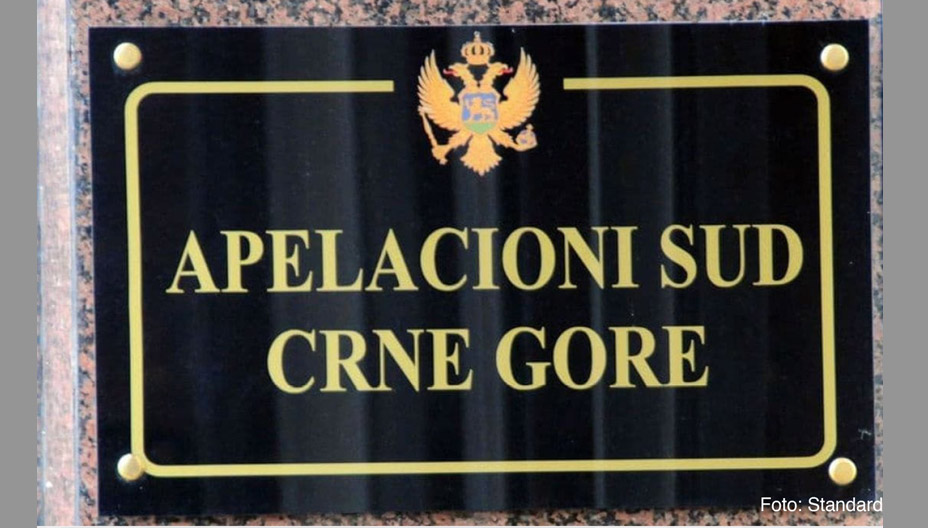 APELACIONI SUD
CRNE GORE
Foto: Standard